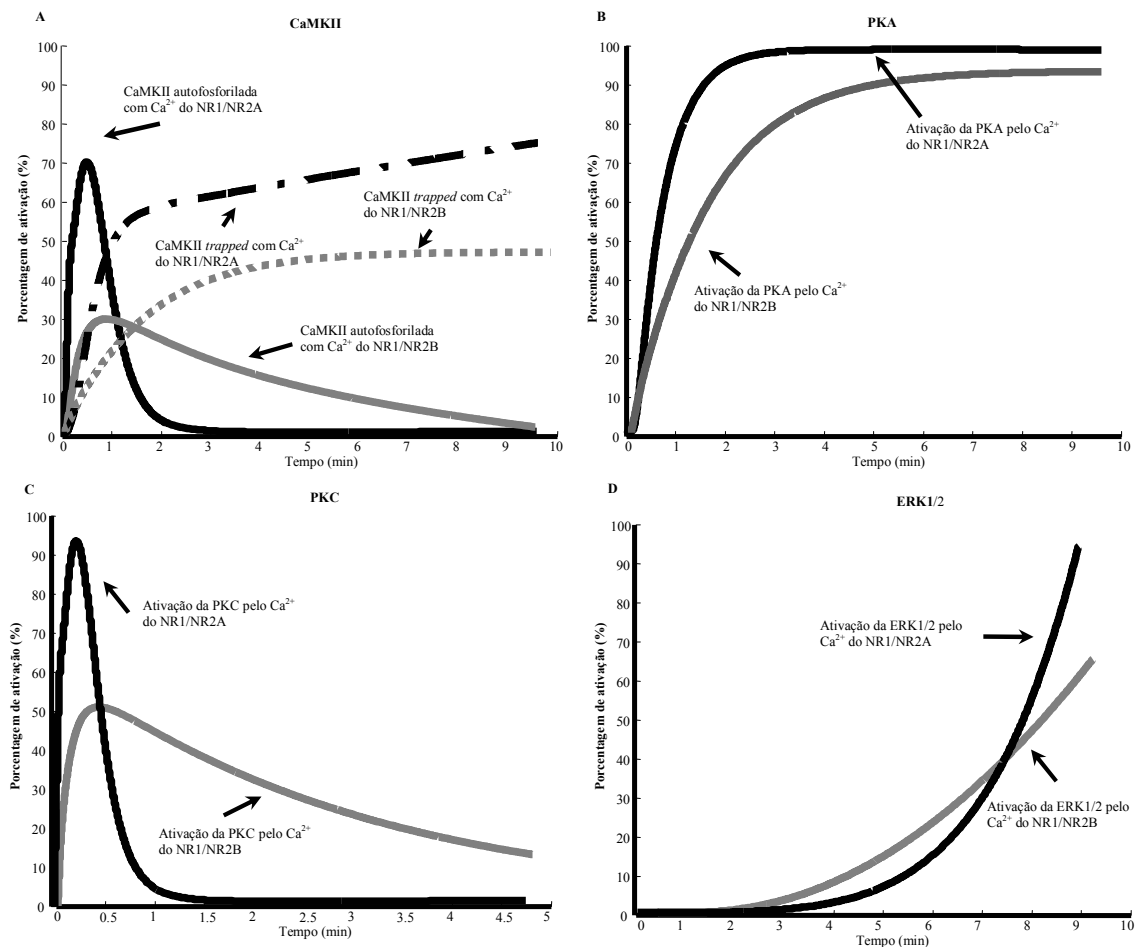 A
CaMKII
Porcentagem de ativação (%)
100
90
80
70
60
50
40
30
20
10
0
CaMKII autofosforilada
com Ca²⁺ do NR1/NR2A
CaMKII trapped com Ca²⁺
do NR1/NR2B
CaMKII trapped com Ca²⁺
do NR1/NR2A
CaMKII autofosforilada
com Ca²⁺ do NR1/NR2B
0 1 2 3 4 5 6 7 8 9 10
Tempo (min)
B
PKA
Porcentagem de ativação (%)
100
90
80
70
60
50
40
30
20
10
0
Ativação da PKA pelo Ca²⁺
do NR1/NR2A
Ativação da PKA pelo Ca²⁺
do NR1/NR2B
0 1 2 3 4 5 6 7 8 9 10
Tempo (min)
C
PKC
Porcentagem de ativação (%)
100
90
80
70
60
50
40
30
20
10
0
Ativação da PKC pelo Ca²⁺
do NR1/NR2A
Ativação da PKC pelo Ca²⁺
do NR1/NR2B
0 0.5 1 1.5 2 2.5 3 3.5 4 4.5 5
Tempo (min)
D
ERK1/2
Porcentagem de ativação (%)
100
90
80
70
60
50
40
30
20
10
0
Ativação da ERK1/2 pelo
Ca²⁺ do NR1/NR2A
Ativação da ERK1/2 pelo
Ca²⁺ do NR1/NR2B
0 1 2 3 4 5 6 7 8 9 10
Tempo (min)